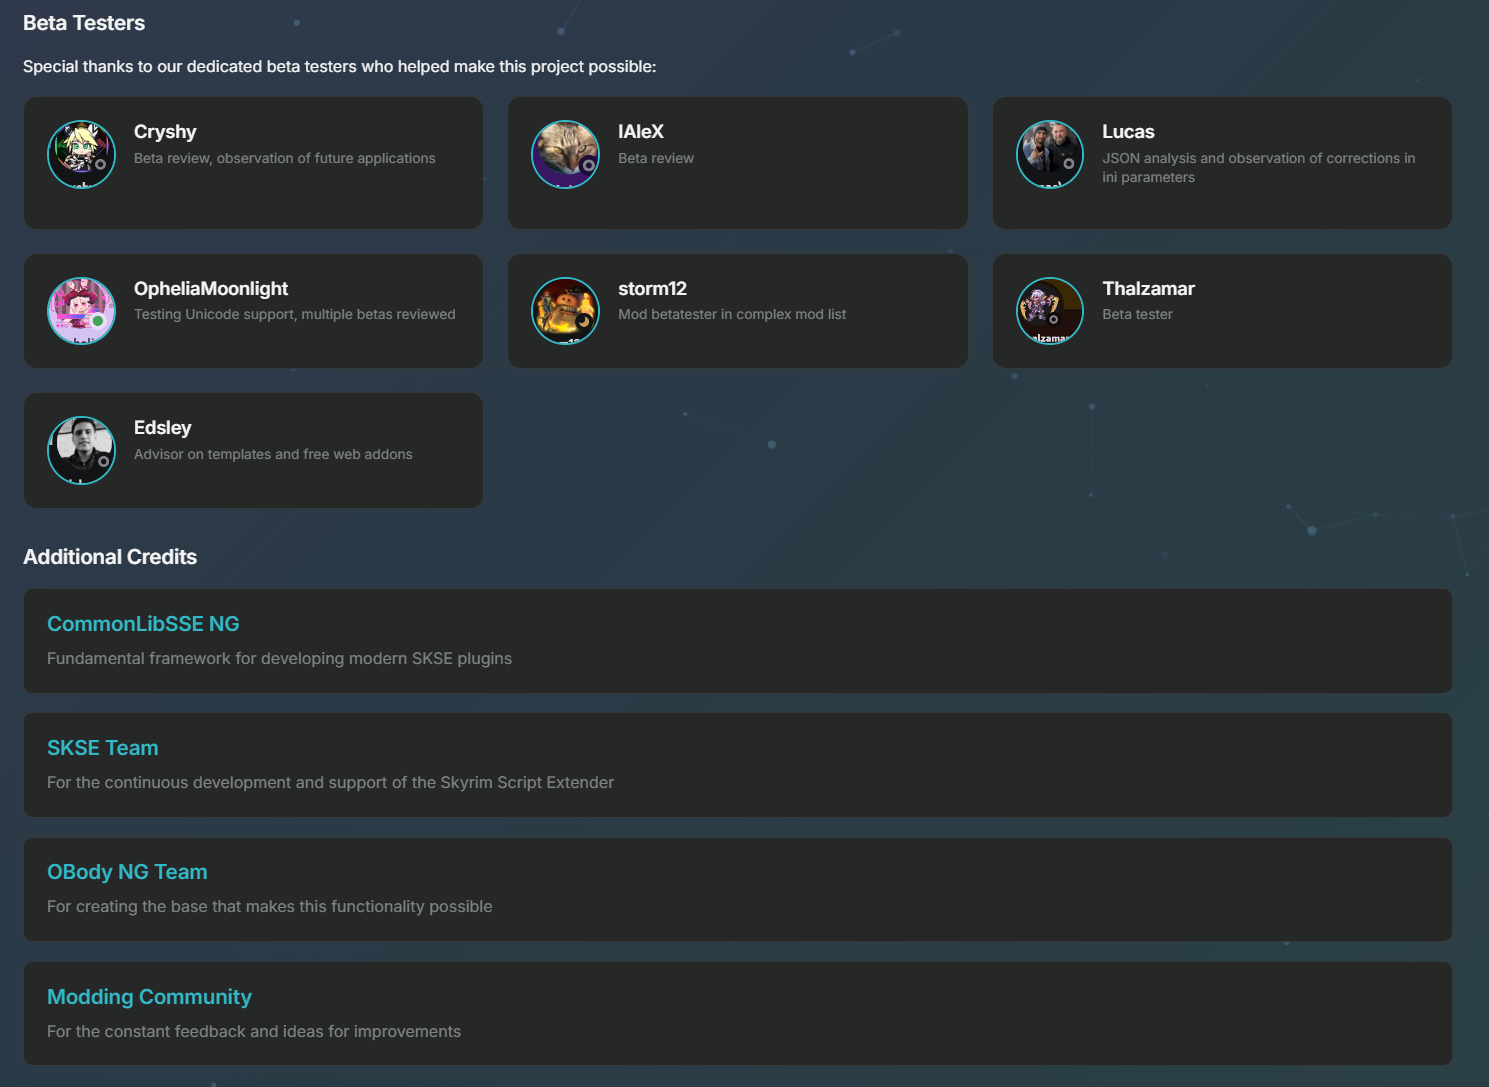 Beta Testers
Special thanks to our dedicated beta testers who helped make this project possible:
Cryshy
Beta review, observation of future applications
IAleX
Beta review
Lucas
JSON analysis and observation of corrections in
ini parameters
OpheliaMoonlight
Testing Unicode support, multiple betas reviewed
storm12
Mod betatester in complex mod list
Thalzamar
Beta tester
Edsley
Advisor on templates and free web addons
Additional Credits
CommonLibSSE NG
Fundamental framework for developing modern SKSE plugins
SKSE Team
For the continuous development and support of the Skyrim Script Extender
OBody NG Team
For creating the base that makes this functionality possible
Modding Community
For the constant feedback and ideas for improvements